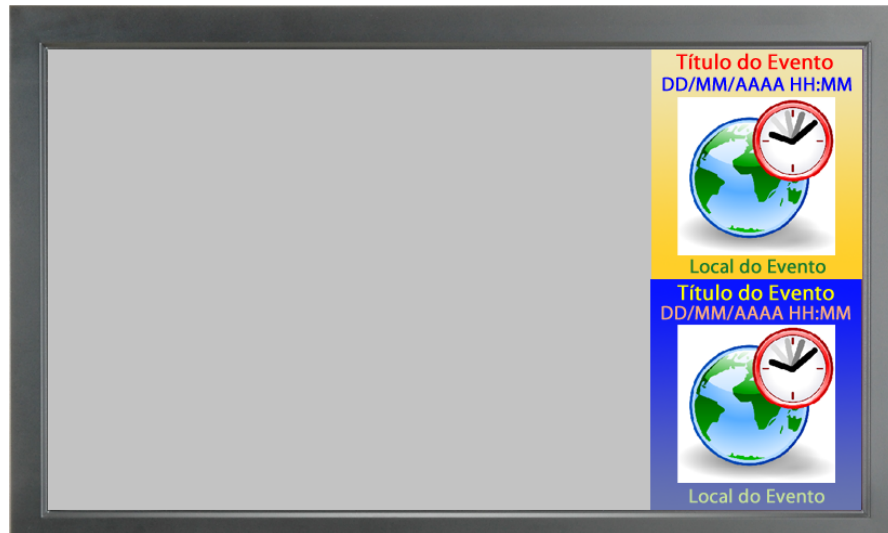 Título do Evento
DD/MM/AAAA HH:MM
Local do Evento
Título do Evento
DD/MM/AAAA HH:MM
Local do Evento